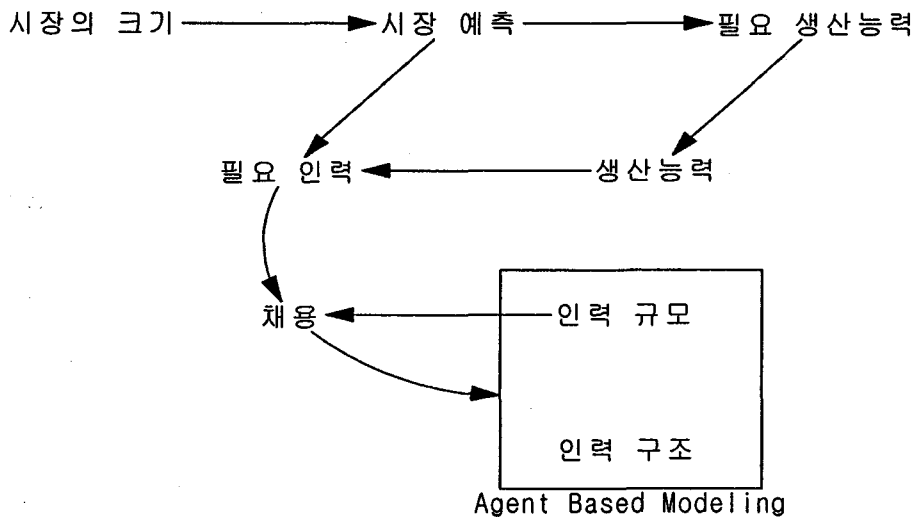 시장의 크기
시장 예측
필요 생산능력
필요 인력
생산능력
채용
인력 규모
인력 구조
Agent Based Modeling